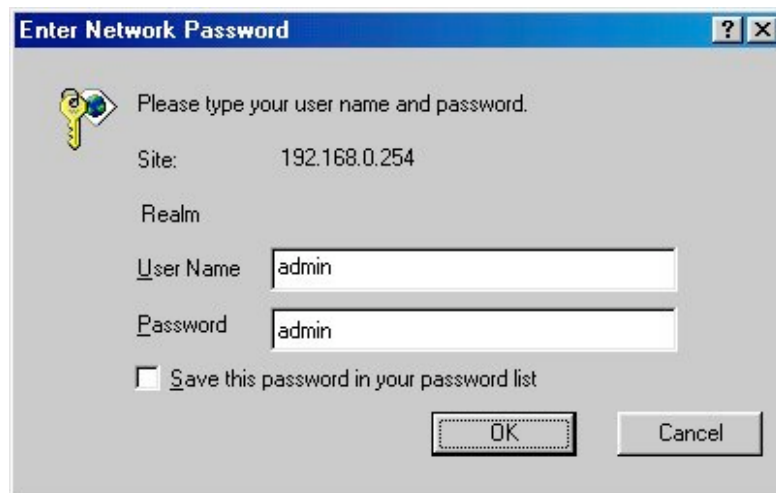 Enter Network Password
Please type your user name and password.
Site: 192.168.0.254
Realm
User Name admin
Password admin
Save this password in your password list
OK Cancel